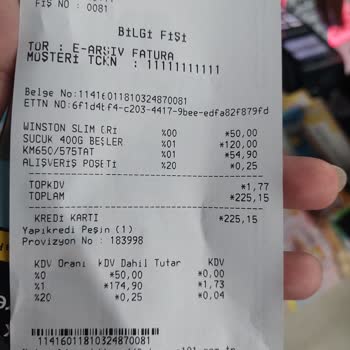 FİŞ NO : 0081
BİLGİ FİŞİ
TÜR : E-ARŞİV FATURA
MÜŞTERİ TCKN : 11111111111
Belge No:11416011810324870081
ETTN NO:6f1d4tf4-c203-4417-9bee-edfa82f879fd
WINSTON SLIM GRİ %00 *50,00
SUCUK 400G BEŞLER %01 *120,00
KM650/575TAT %01 *54,90
ALIŞVERİŞ POŞETİ %20 *0,25
TOPKDV *1,77
TOPLAM *225,15
KREDİ KARTI *225,15
Yapıkredi Peşin (1)
Provizyon No : 183998
KDV Oranı KDV Dahil Tutar KDV
%0 *50,00 *0,00
%1 *174,90 *1,73
%20 *0,25 *0,04
11416011810324870081